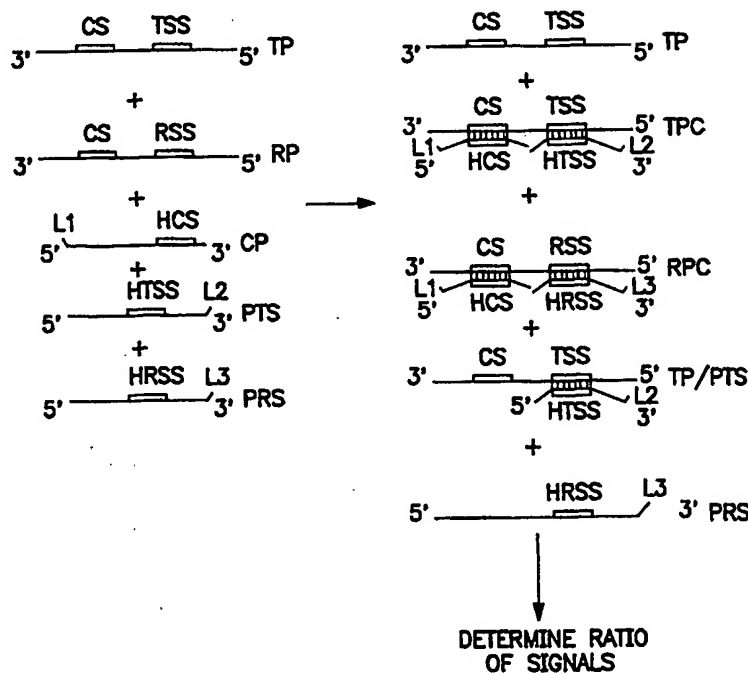 CS TSS
3' 5' TP
+
CS RSS
3' 5' RP
+
L1 HCS
5' 3' CP
+
HTSS L2
5' 3' PTS
+
HRSS L3
5' 3' PRS
CS TSS
3' 5' TP
+
CS TSS
3' 5' TPC
L1 L2
5' HCS HTSS 3'
+
CS RSS
3' 5' RPC
L1 L3
5' HCS HRSS 3'
+
CS TSS
3' 5' TP/PTS
5' L2
HTSS 3'
+
HRSS L3
5' 3' PRS
DETERMINE RATIO
OF SIGNALS